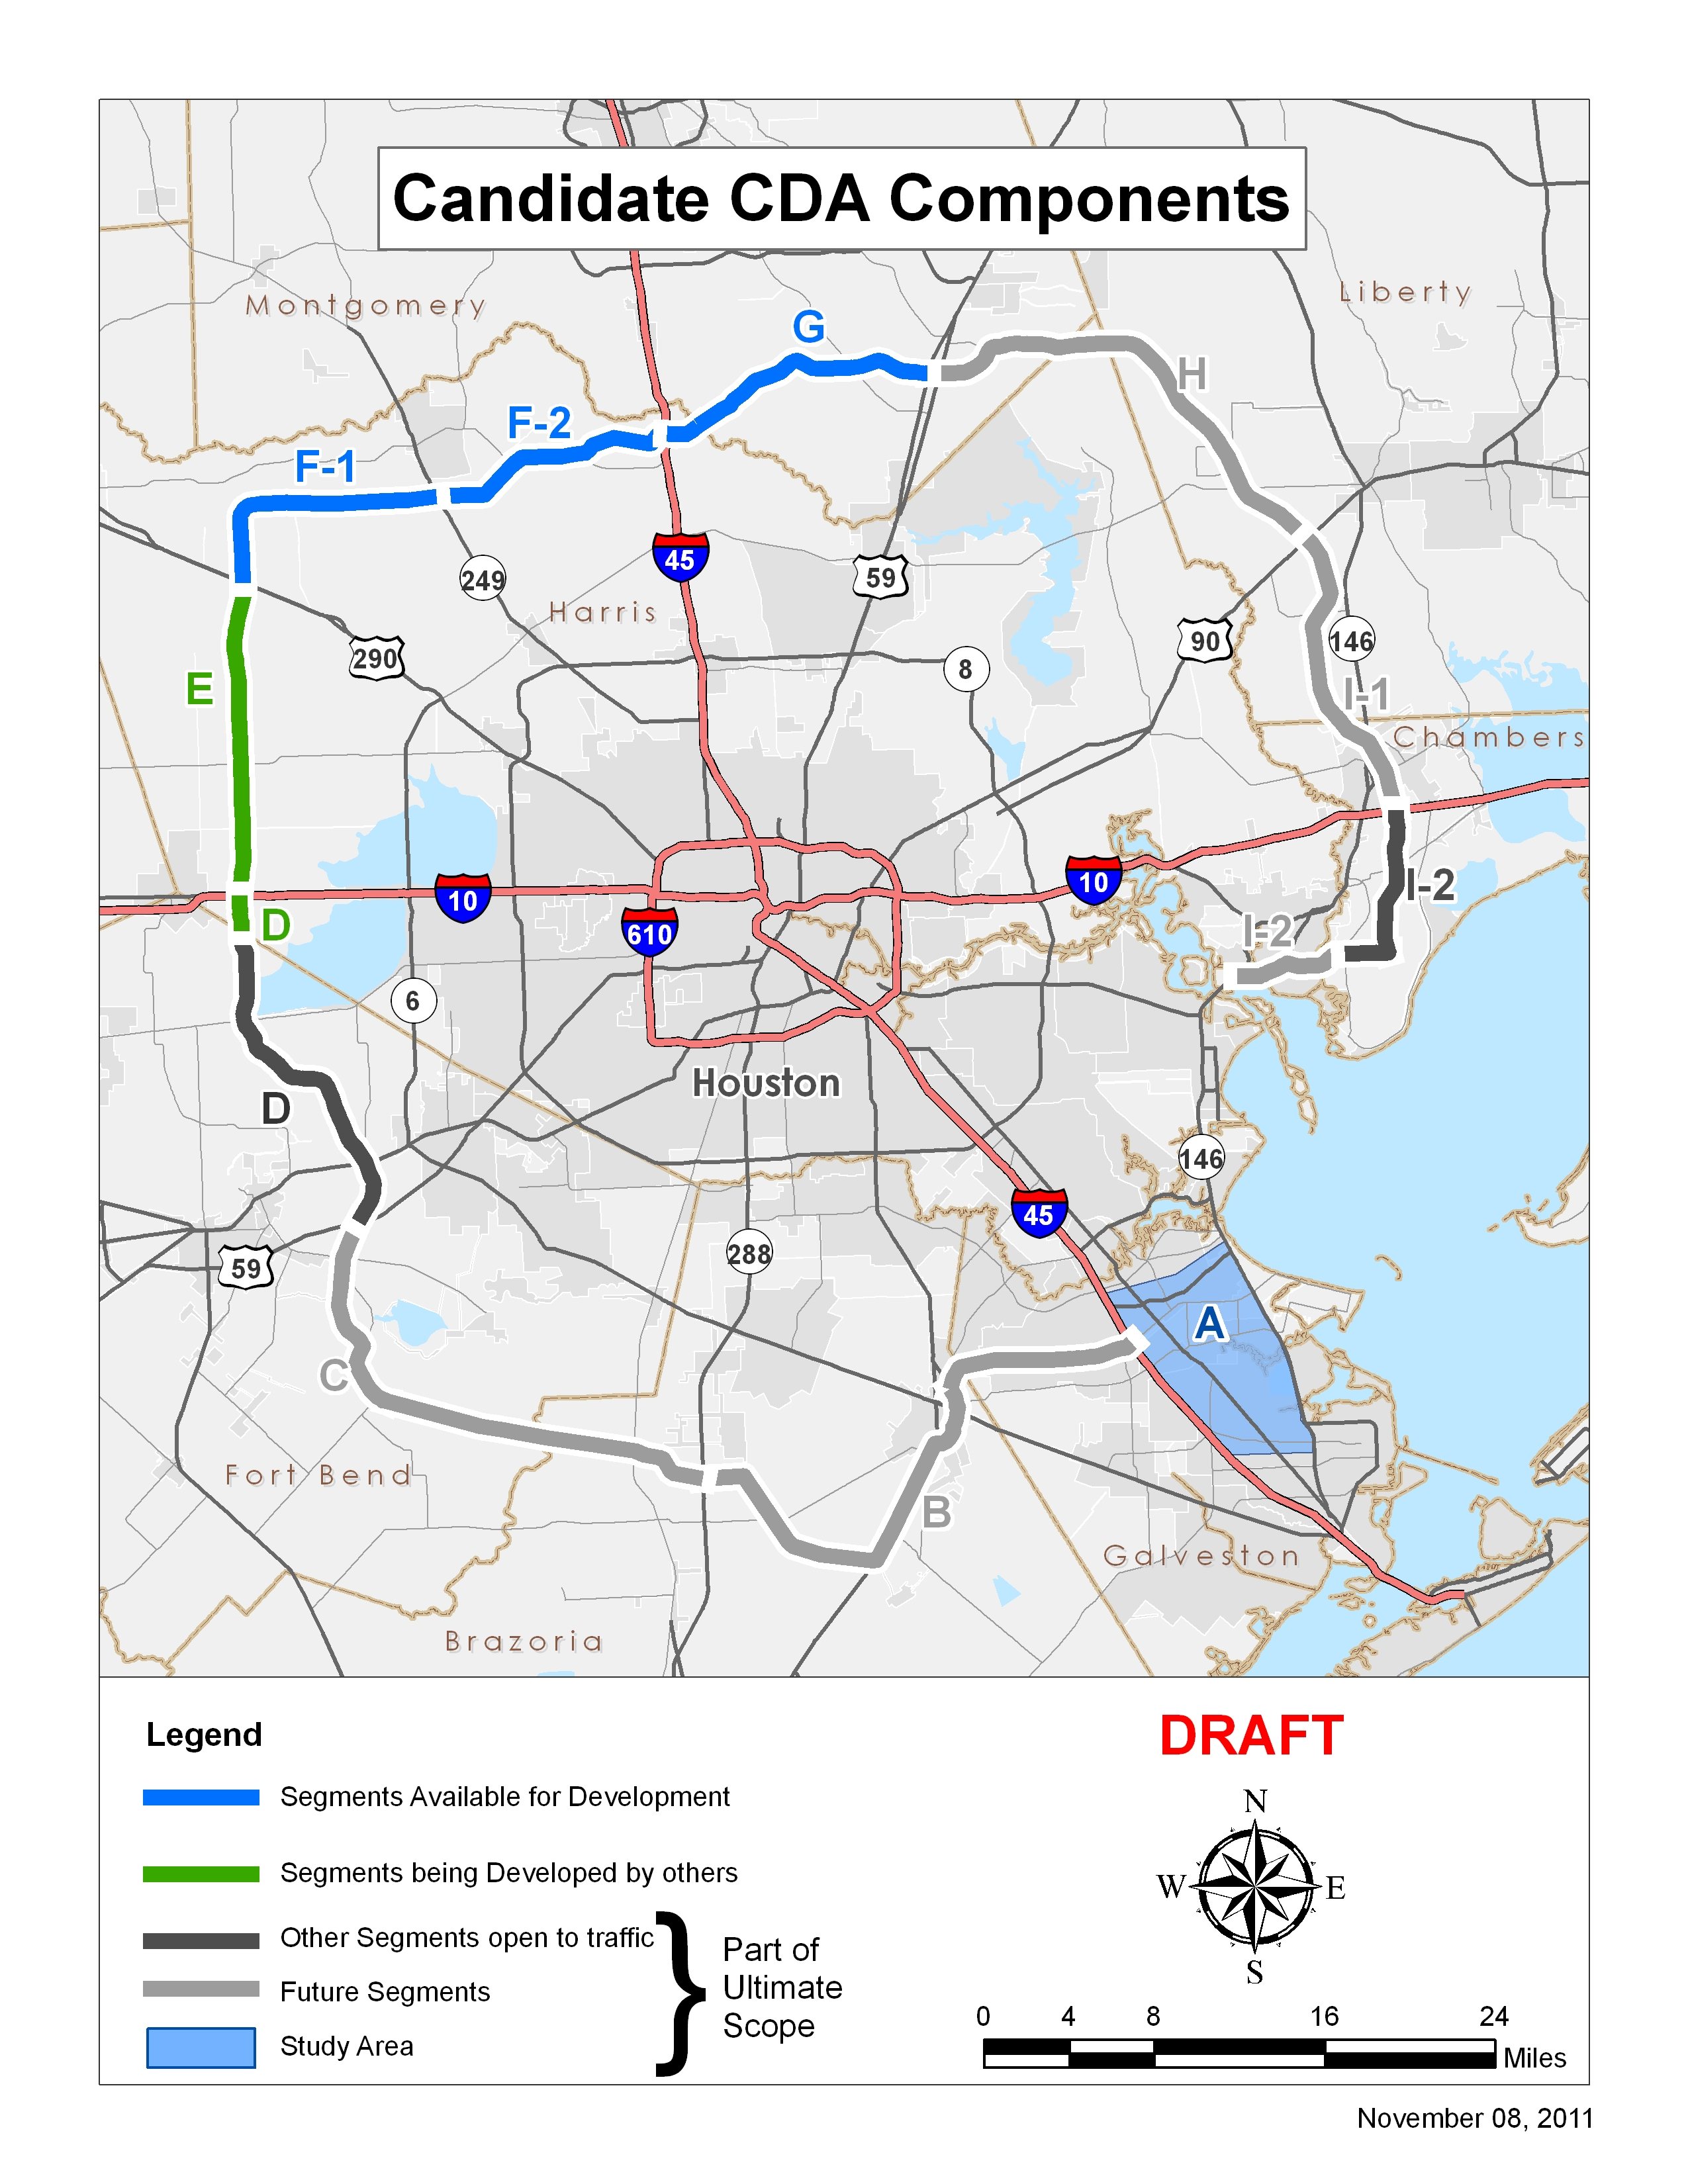 Candidate CDA Components
Montgomery
Liberty
G
H
F-2
F-1
45
249
59
Harris
290
90
146
8
E
I-1
Chambers
10
10
I-2
D
610
I-2
6
Houston
D
146
45
59
288
A
C
Fort Bend
B
Galveston
Brazoria
Legend
DRAFT
Segments Available for Development
N
Segments being Developed by others
W
E
Other Segments open to traffic
Part of
Ultimate
Scope
S
Future Segments
Study Area
0 4 8 16 24
Miles
November 08, 2011